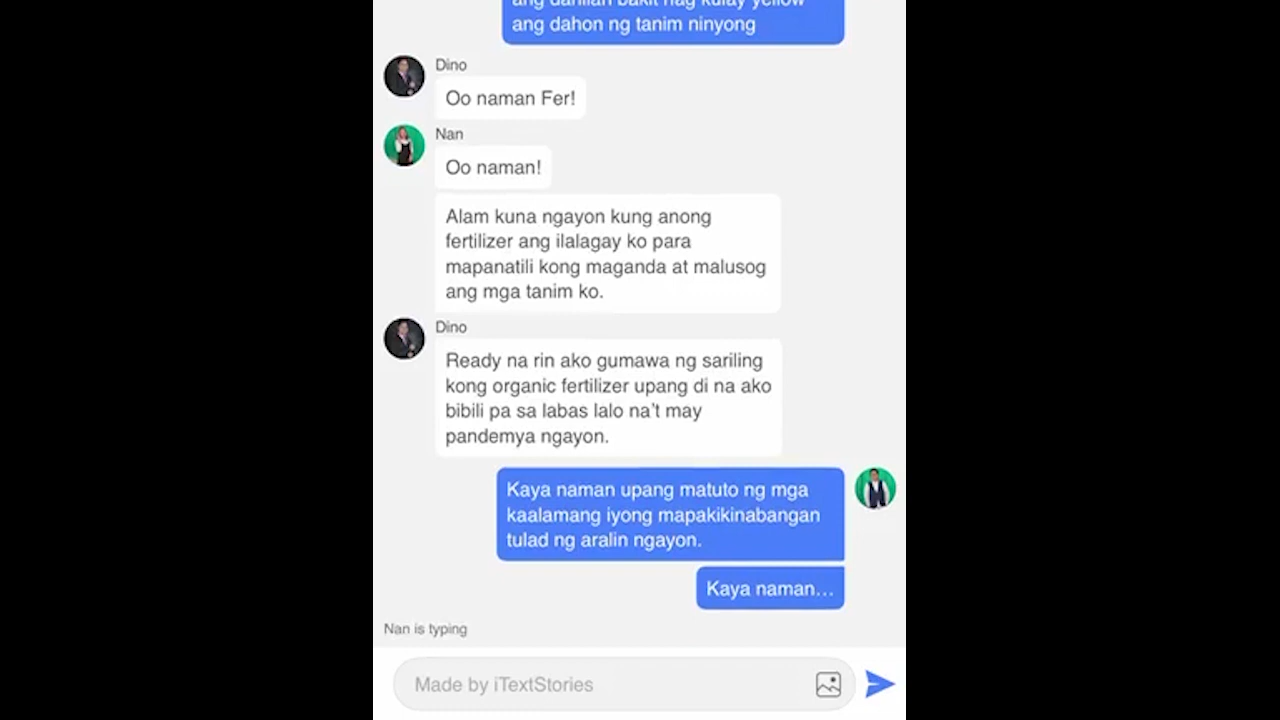 ang dahilan bakit nag kulay yellow
ang dahon ng tanim ninyong
Dino
Oo naman Fer!
Nan
Oo naman!
Alam kuna ngayon kung anong
fertilizer ang ilalagay ko para
mapanatili kong maganda at malusog
ang mga tanim ko.
Dino
Ready na rin ako gumawa ng sariling
kong organic fertilizer upang di na ako
bibili pa sa labas lalo na't may
pandemya ngayon.
Kaya naman upang matuto ng mga
kaalamang iyong mapakikinabangan
tulad ng aralin ngayon.
Kaya naman...
Nan is typing
Made by iTextStories